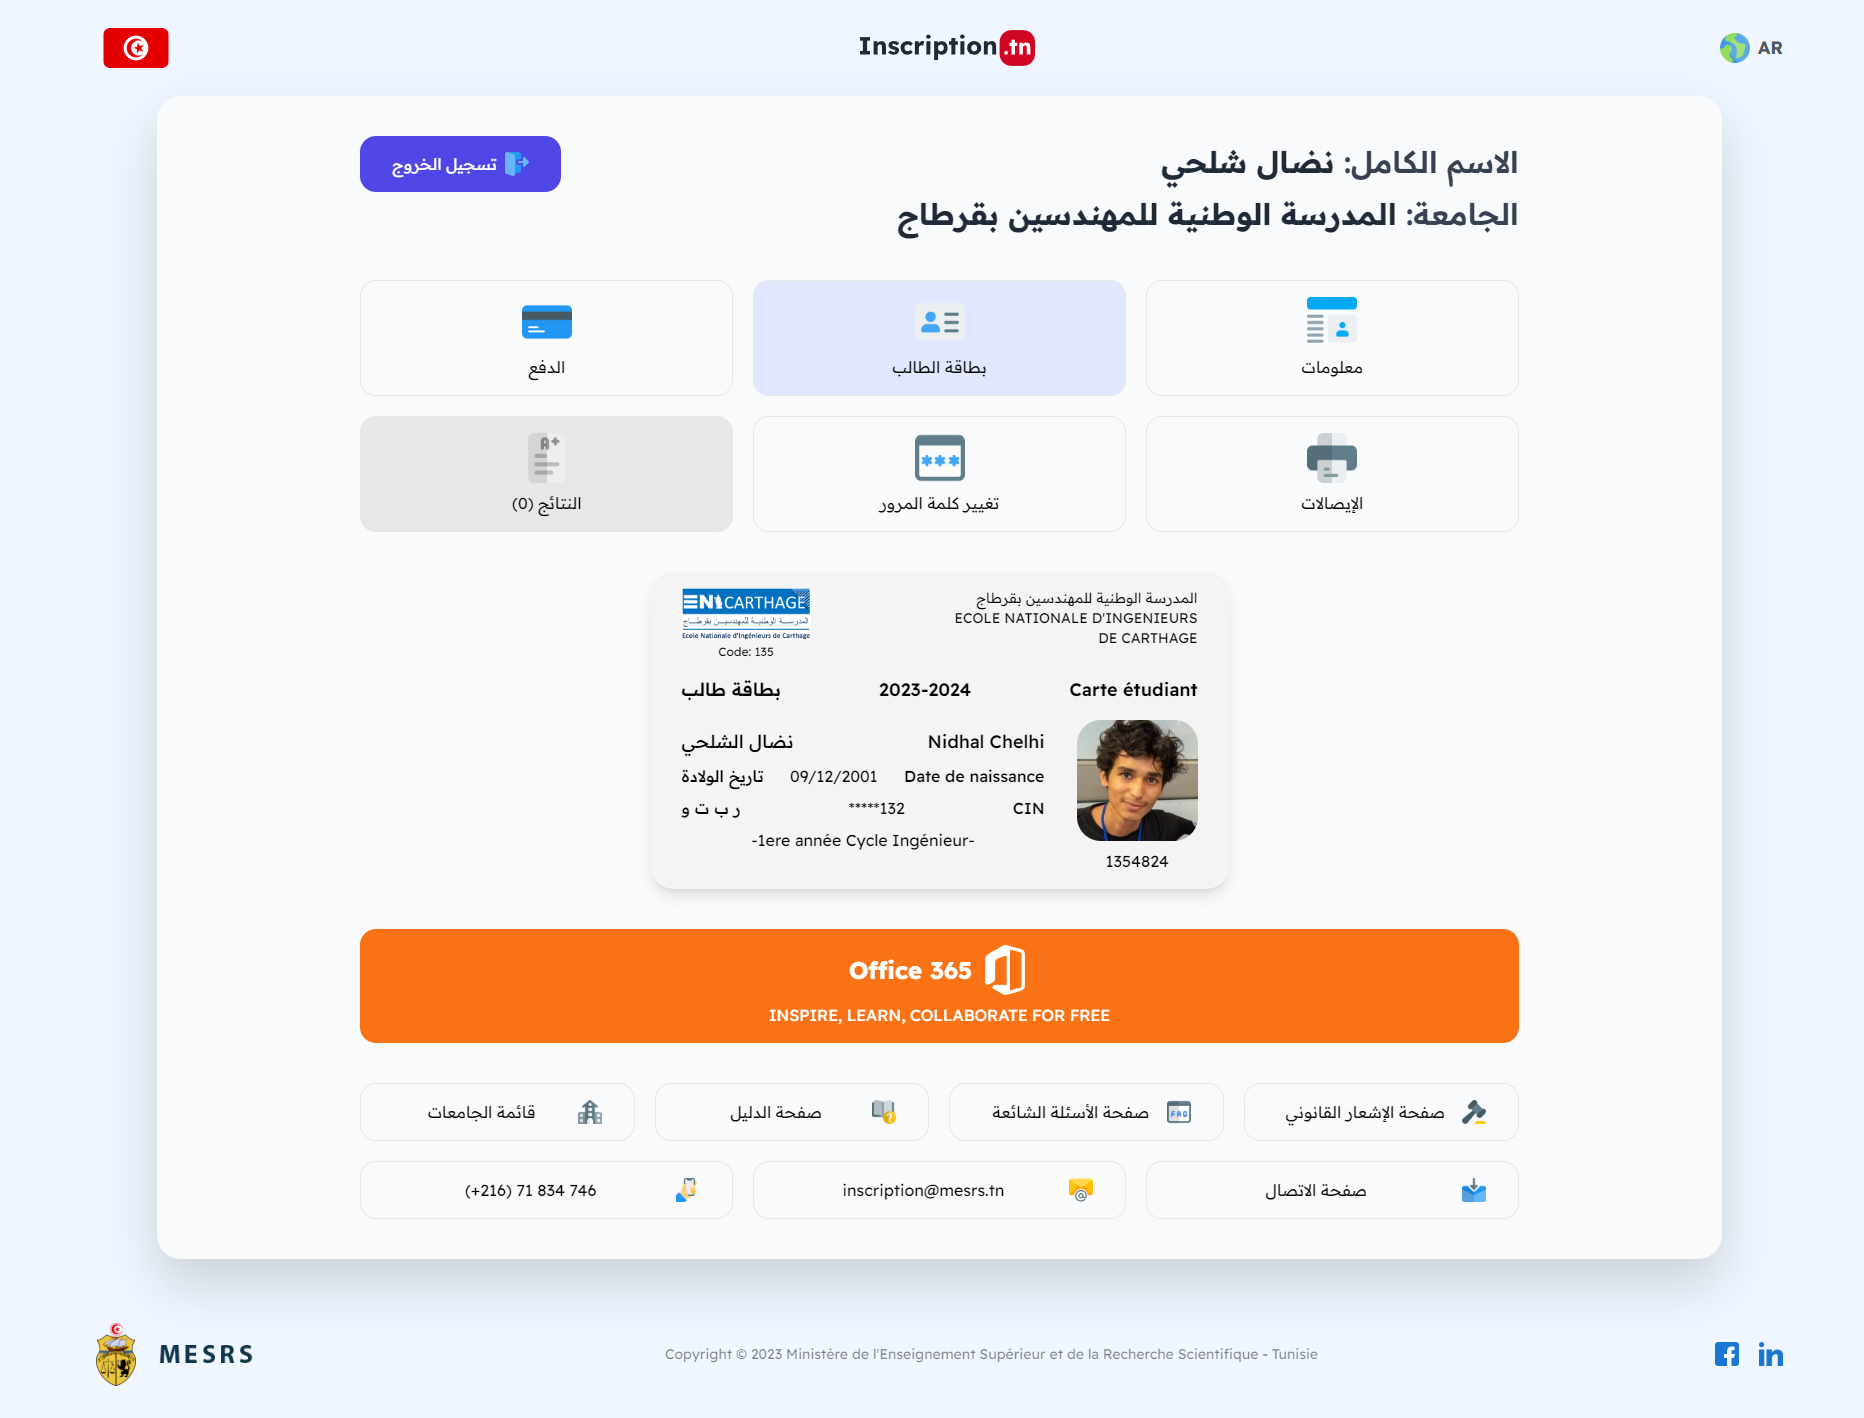 Inscription.tn
AR
الاسم الكامل: نضال شلحي
الجامعة: المدرسة الوطنية للمهندسين بقرطاج
تسجيل الخروج
معلومات
بطاقة الطالب
الدفع
الإيصالات
تغيير كلمة المرور
النتائج (0)
المدرسة الوطنية للمهندسين بقرطاج
ECOLE NATIONALE D'INGENIEURS
DE CARTHAGE
ENICARTHAGE
المدرســة الوطنيــة للمهندسيــن بقرطــاج
Ecole Nationale d'Ingénieurs de Carthage
Code: 135
Carte étudiant 2023-2024 بطاقة طالب
Nidhal Chelhi نضال الشلحي
Date de naissance 09/12/2001 تاريخ الولادة
CIN *****132 ر ب ت و
-1ere année Cycle Ingénieur-
1354824
Office 365
INSPIRE, LEARN, COLLABORATE FOR FREE
صفحة الإشعار القانوني
FAQ
صفحة الأسئلة الشائعة
صفحة الدليل
قائمة الجامعات
صفحة الاتصال
inscription@mesrs.tn
(+216) 71 834 746
MESRS
Copyright © 2023 Ministère de l'Enseignement Supérieur et de la Recherche Scientifique - Tunisie